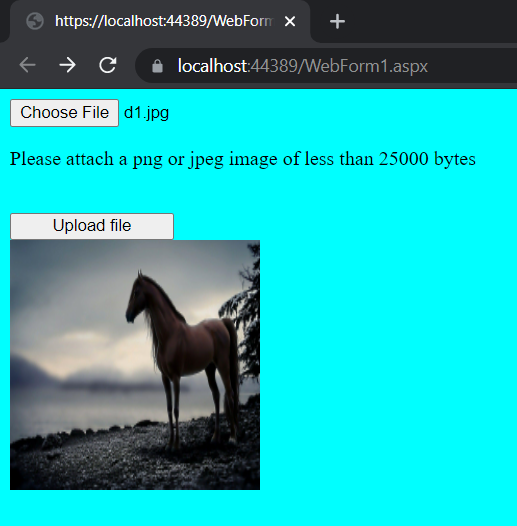 https://localhost:44389/WebForm
localhost:44389/WebForm1.aspx
Choose File d1.jpg
Please attach a png or jpeg image of less than 25000 bytes
Upload file